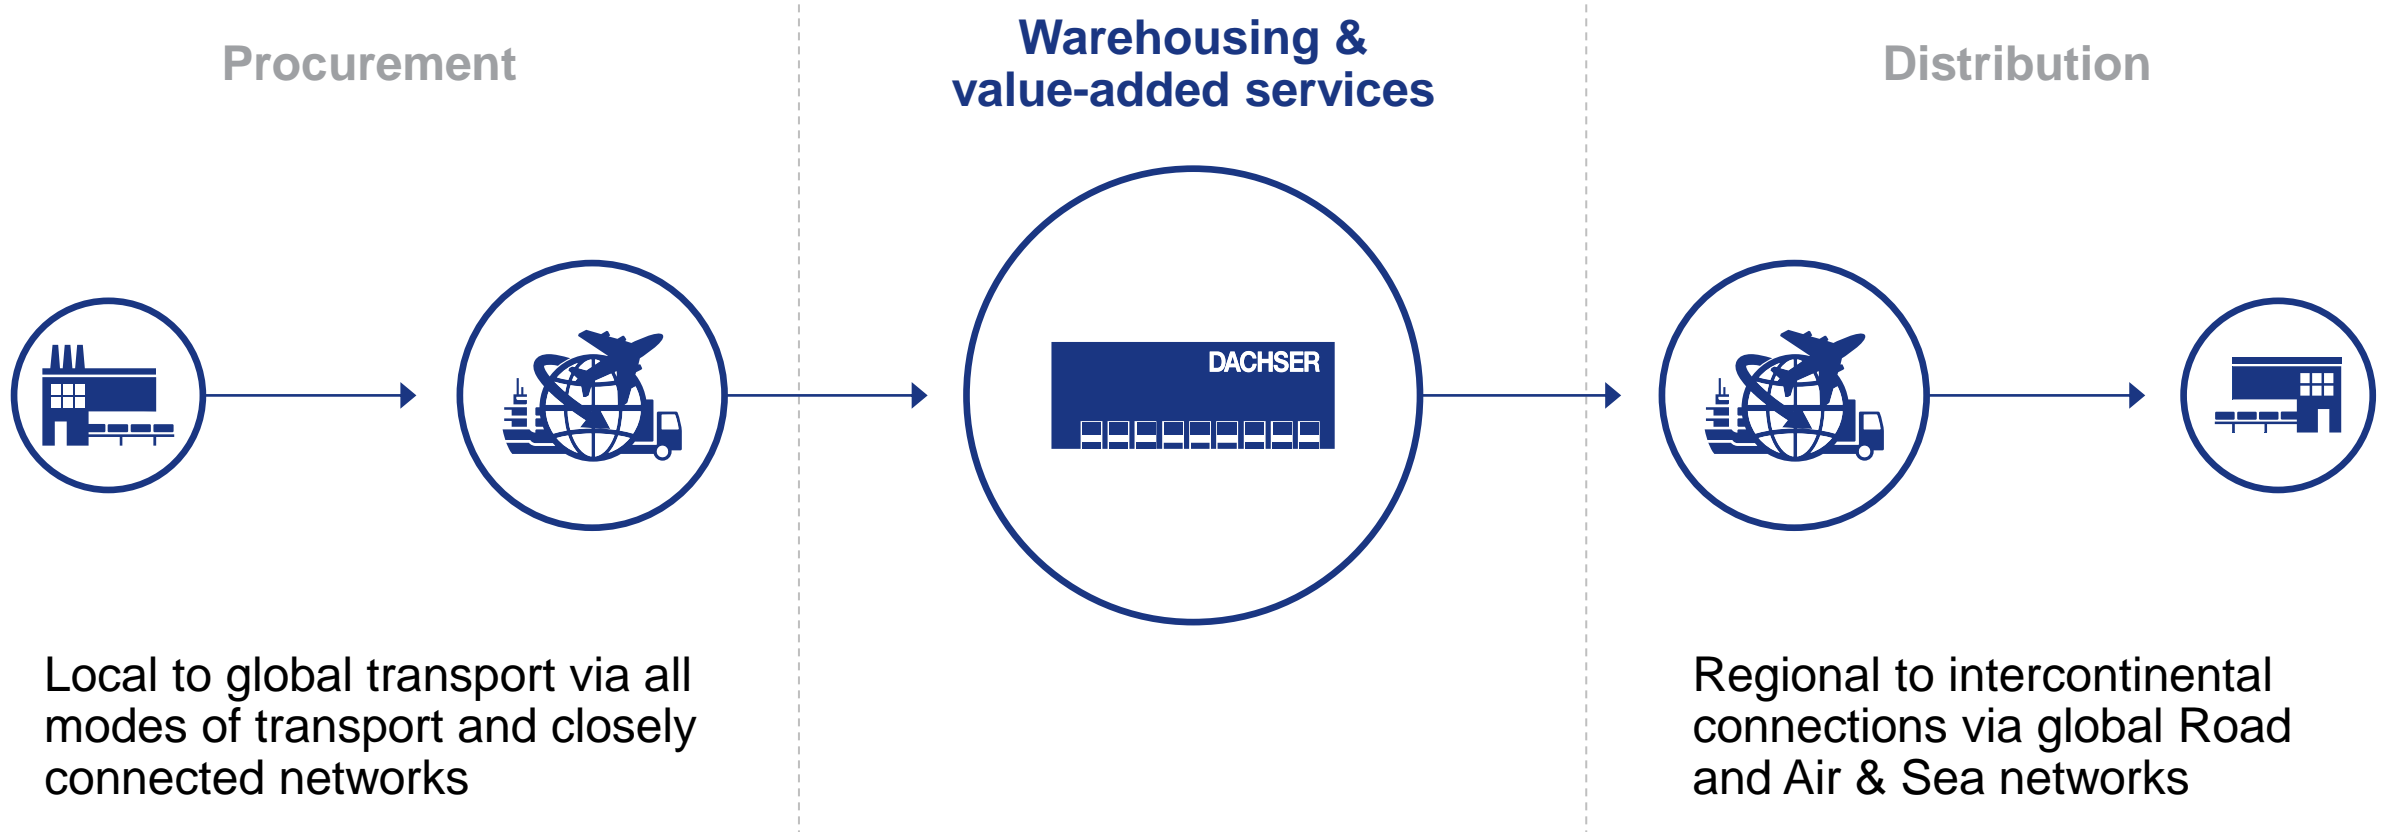 Procurement
Warehousing &
value-added services
Distribution
DACHSER
Local to global transport via all
modes of transport and closely
connected networks
Regional to intercontinental
connections via global Road
and Air & Sea networks